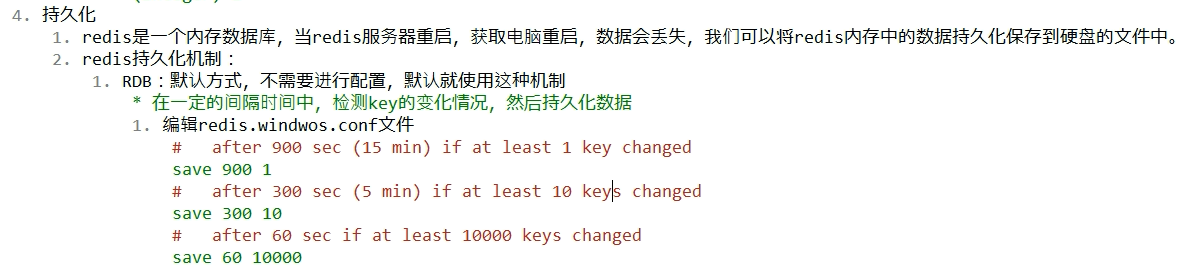 4. 持久化
1. redis是一个内存数据库，当redis服务器重启，获取电脑重启，数据会丢失，我们可以将redis内存中的数据持久化保存到硬盘的文件中。
2. redis持久化机制：
1. RDB：默认方式，不需要进行配置，默认就使用这种机制
* 在一定的间隔时间中，检测key的变化情况，然后持久化数据
1. 编辑redis.windwos.conf文件
#   after 900 sec (15 min) if at least 1 key changed
save 900 1
#   after 300 sec (5 min) if at least 10 keys changed
save 300 10
#   after 60 sec if at least 10000 keys changed
save 60 10000